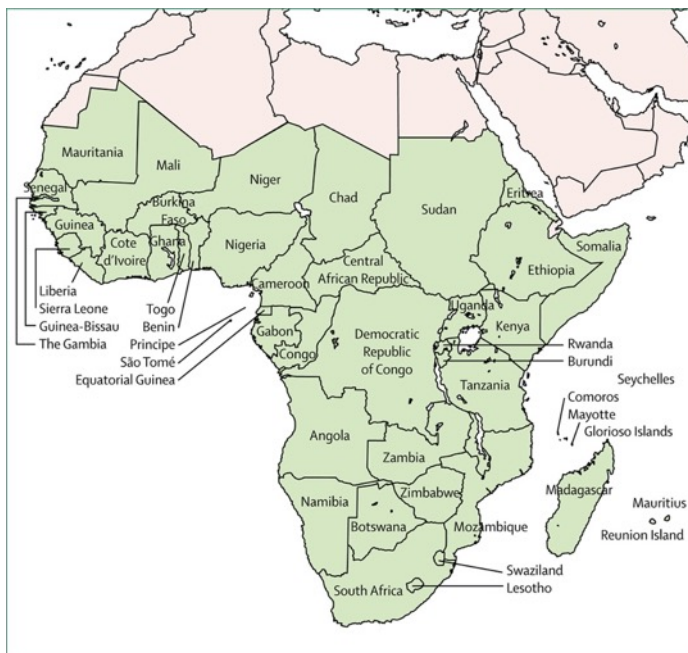 Mauritania
Mali
Niger
Chad
Sudan
Eritrea
Senegal
Burkina
Faso
Guinea
Cote
d'Ivoire
Ghana
Nigeria
Central
African Republic
Cameroon
Ethiopia
Somalia
Liberia
Sierra Leone
Guinea-Bissau
The Gambia
Togo
Benin
Principe
São Tomé
Equatorial Guinea
Gabon
Congo
Democratic
Republic
of Congo
Uganda
Kenya
Rwanda
Burundi
Tanzania
Seychelles
Comoros
Mayotte
Glorioso Islands
Angola
Zambia
Zimbabwe
Namibia
Botswana
Mozambique
Madagascar
Mauritius
Reunion Island
Swaziland
Lesotho
South Africa